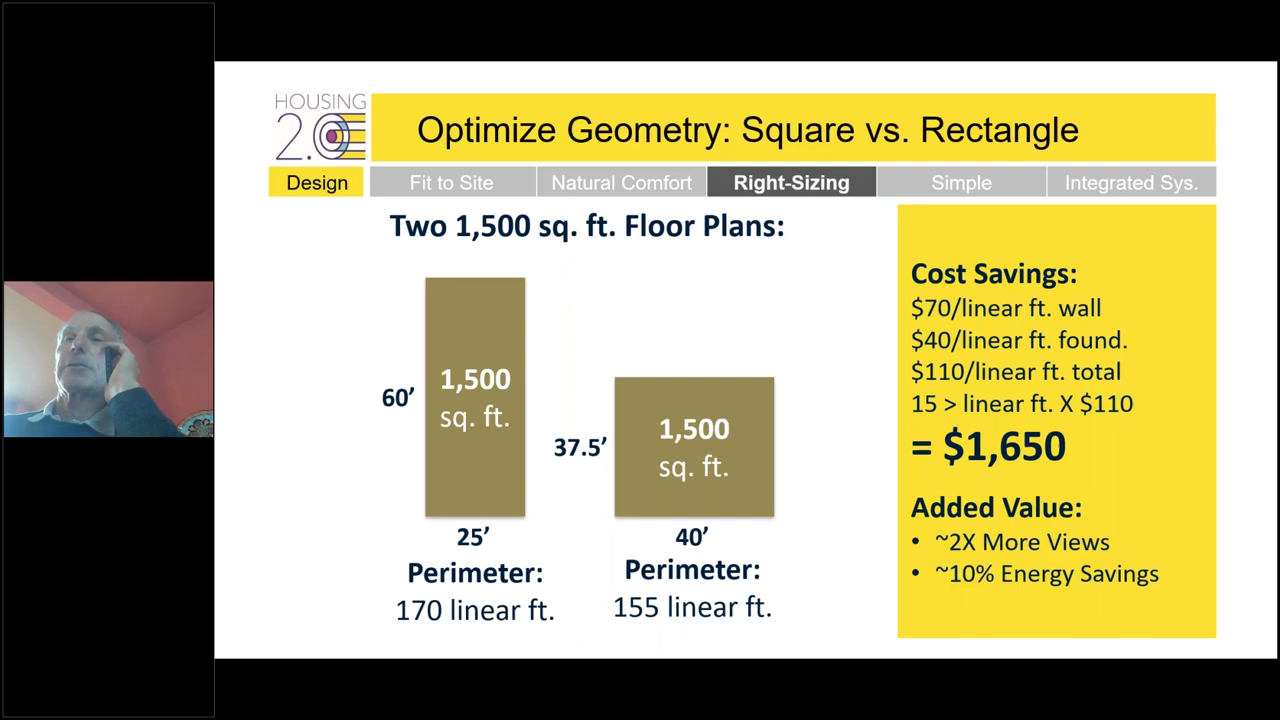 HOUSING
2.0
Optimize Geometry: Square vs. Rectangle
Design
Fit to Site
Natural Comfort
Right-Sizing
Simple
Integrated Sys.
Two 1,500 sq. ft. Floor Plans:
60’
1,500
sq. ft.
25’
Perimeter:
170 linear ft.
37.5’
1,500
sq. ft.
40’
Perimeter:
155 linear ft.
Cost Savings:
$70/linear ft. wall
$40/linear ft. found.
$110/linear ft. total
15 > linear ft. X $110
= $1,650
Added Value:
• ~2X More Views
• ~10% Energy Savings